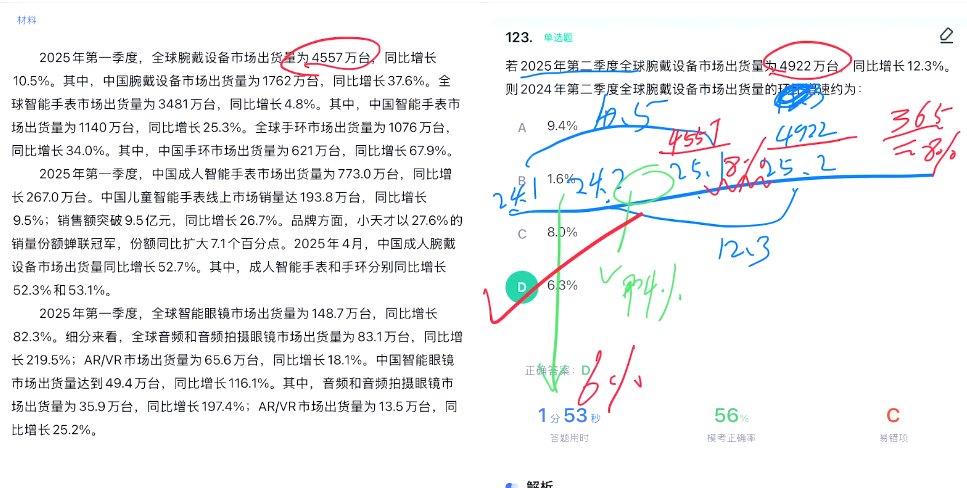 材料
2025年第一季度，全球腕戴设备市场出货量为4557万台，同比增长
10.5%。其中，中国腕戴设备市场出货量为1762万台，同比增长37.6%。全
球智能手表市场出货量为3481万台，同比增长4.8%。其中，中国智能手表市
场出货量为1140万台，同比增长25.3%。全球手环市场出货量为1076万台，
同比增长34.0%。其中，中国手环市场出货量为621万台，同比增长67.9%。
2025年第一季度，中国成人智能手表市场出货量为773.0万台，同比增
长267.0万台。中国儿童智能手表线上市场销量达193.8万台，同比增长
9.5%；销售额突破9.5亿元，同比增长26.7%。品牌方面，小天才以27.6%的
销量份额蝉联冠军，份额同比扩大7.1个百分点。2025年4月，中国成人腕戴
设备市场出货量同比增长52.7%。其中，成人智能手表和手环分别同比增长
52.3%和53.1%。
2025年第一季度，全球智能眼镜市场出货量为148.7万台，同比增长
82.3%。细分来看，全球音频和音频拍摄眼镜市场出货量为83.1万台，同比增
长219.5%；AR/VR市场出货量为65.6万台，同比增长18.1%。中国智能眼镜
市场出货量达到49.4万台，同比增长116.1%。其中，音频和音频拍摄眼镜市
场出货量为35.9万台，同比增长197.4%；AR/VR市场出货量为13.5万台，同
比增长25.2%。
123. 单选题
若2025年第二季度全球腕戴设备市场出货量为4922万台，同比增长12.3%。
则2024年第二季度全球腕戴设备市场出货量的环比增速约为：
A 9.4%
B 1.6%
C 8.0%
D 6.3%
10.5
4557
4922
365
≈8%
24.1
24.2
25.1
8%
25.2
12.3
4%
6%
正确答案：D
1分53秒
56%
C
答题用时
模考正确率
易错项
解析